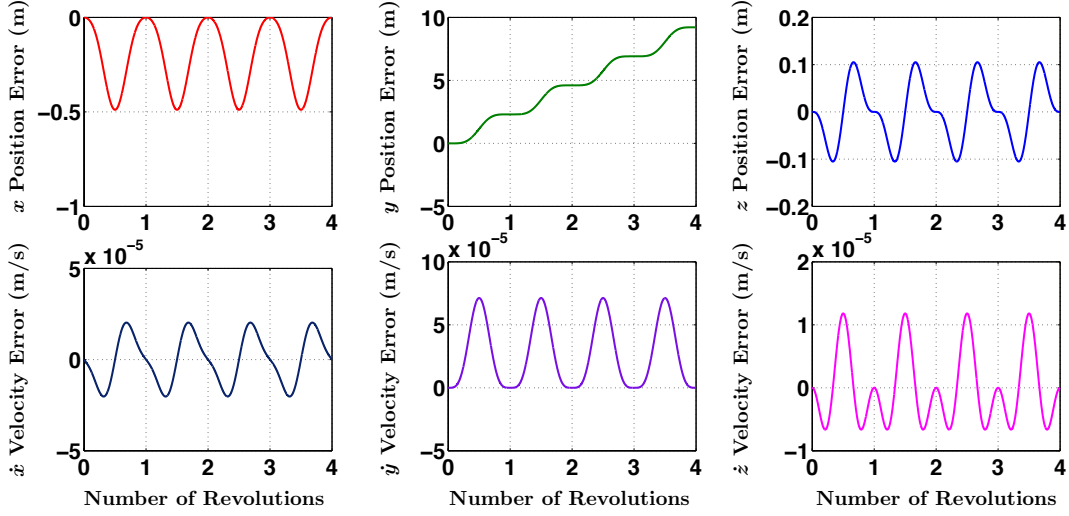 x Position Error (m)
0
−0.5
−1
0 1 2 3 4
y Position Error (m)
10
5
0
−5
0 1 2 3 4
z Position Error (m)
0.2
0.1
0
−0.1
−0.2
0 1 2 3 4
ẋ Velocity Error (m/s)
x 10⁻⁵
5
0
−5
0 1 2 3 4
Number of Revolutions
ẏ Velocity Error (m/s)
x 10⁻⁵
10
5
0
−5
0 1 2 3 4
Number of Revolutions
ż Velocity Error (m/s)
x 10⁻⁵
2
1
0
−1
0 1 2 3 4
Number of Revolutions